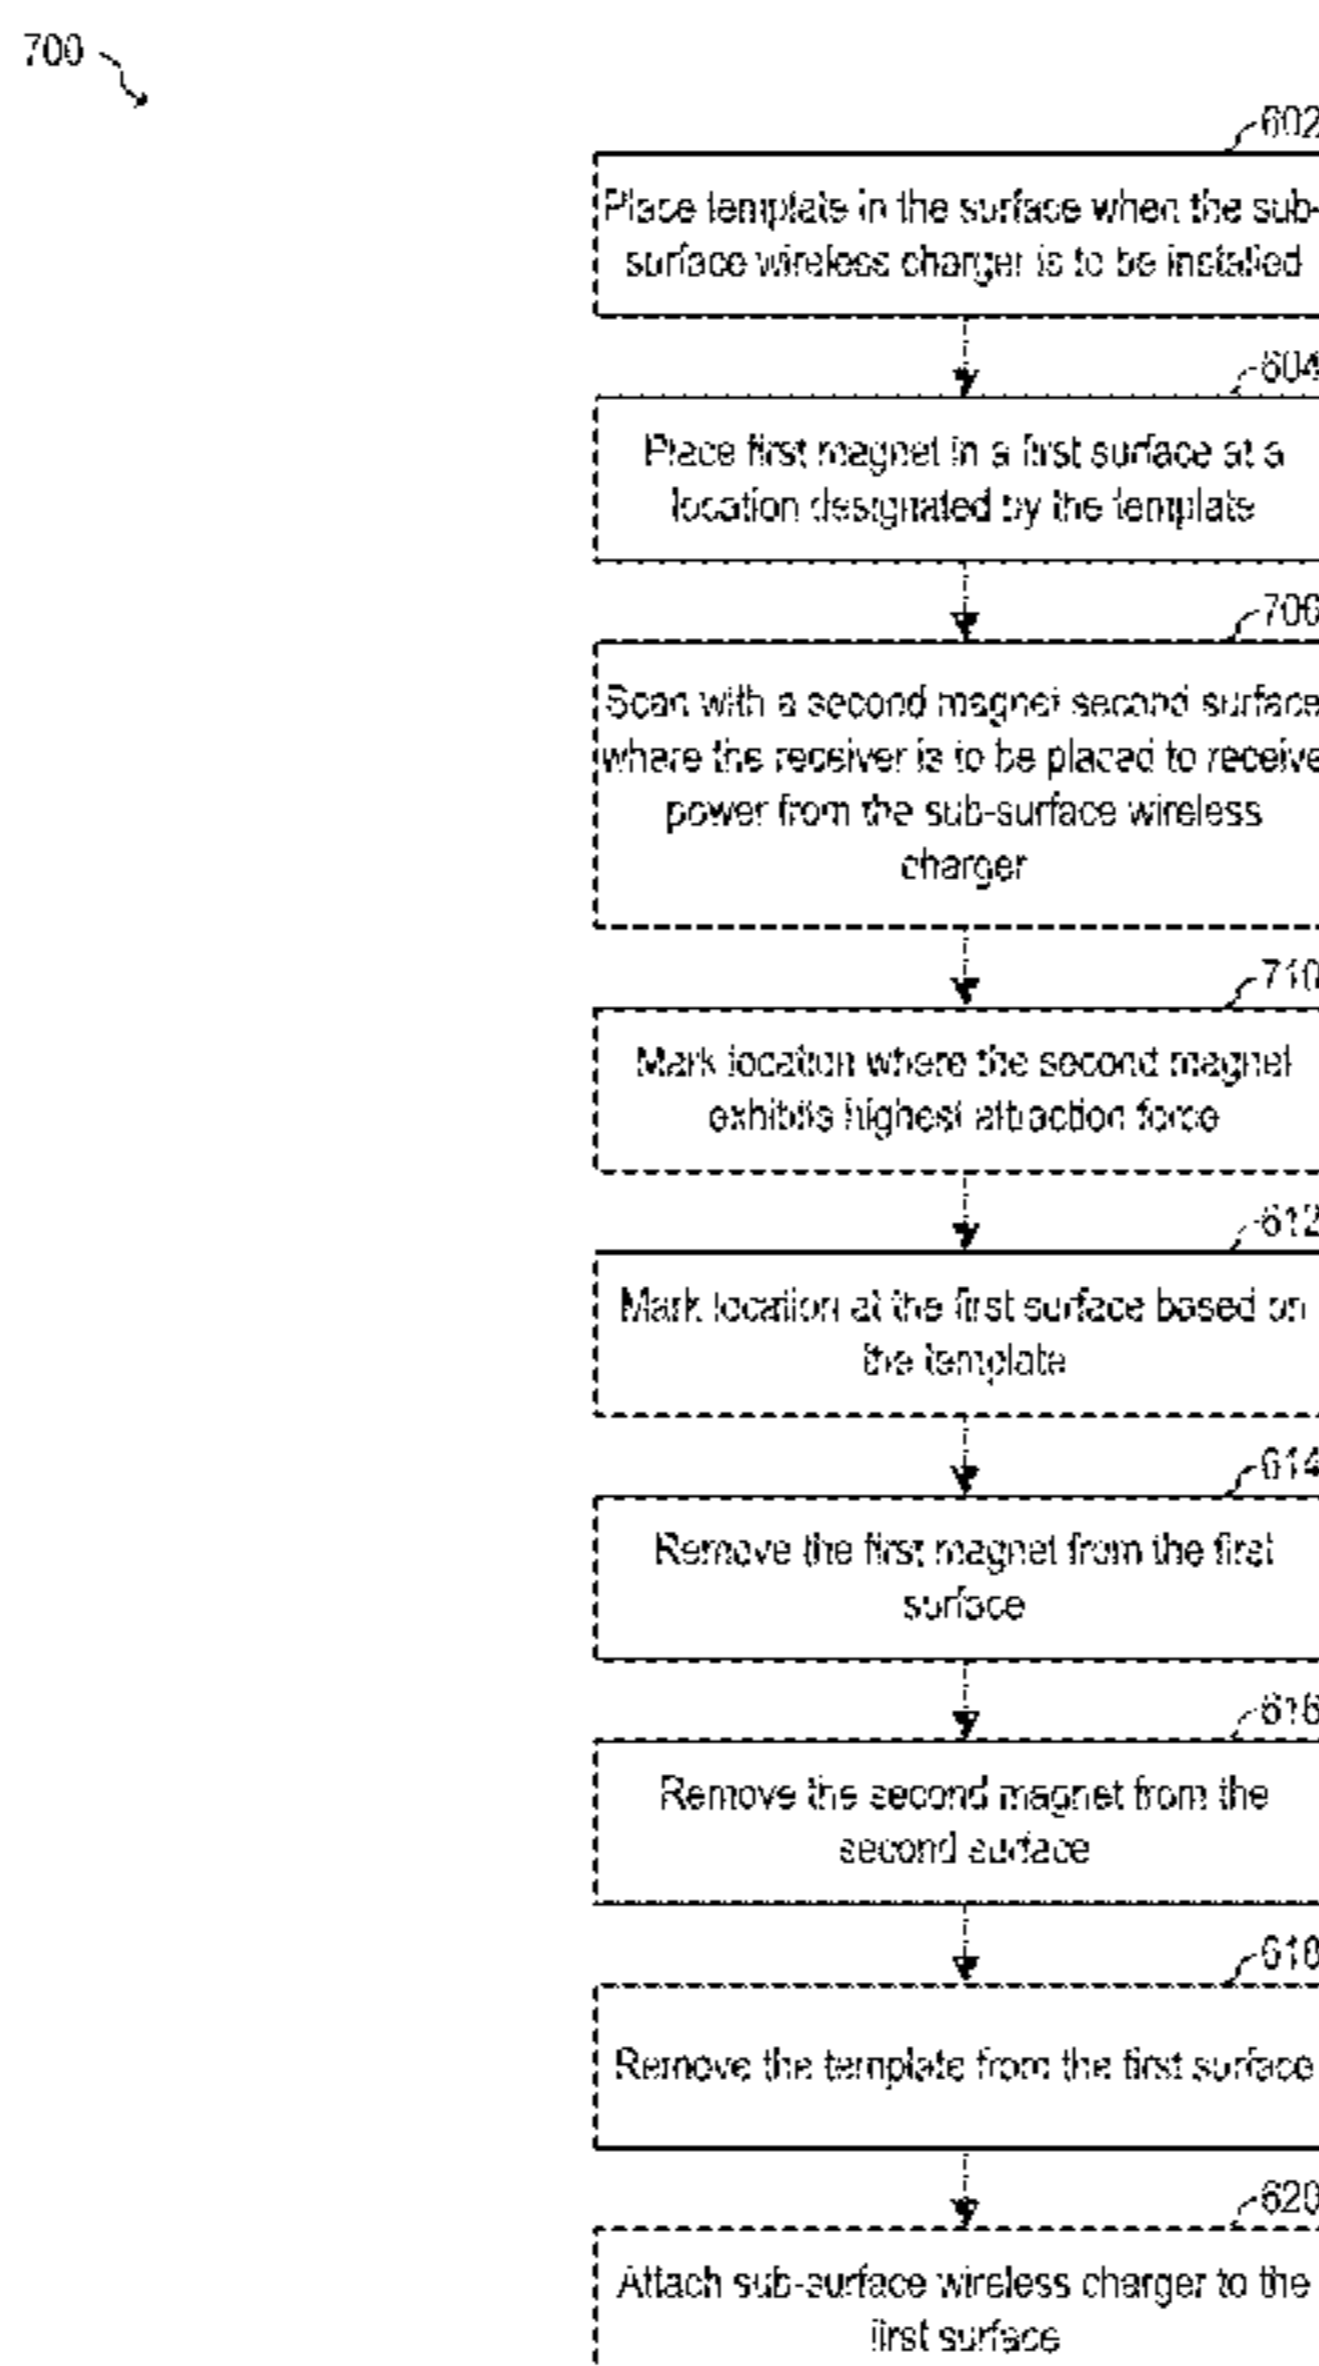 700
602
Place template in the surface when the sub-
surface wireless charger is to be installed
604
Place first magnet in a first surface at a
location designated by the template
706
Scan with a second magnet second surface
where the receiver is to be placed to receive
power from the sub-surface wireless
charger
710
Mark location where the second magnet
exhibits highest attraction force
612
Mark location at the first surface based on
the template
614
Remove the first magnet from the first
surface
616
Remove the second magnet from the
second surface
618
Remove the template from the first surface
620
Attach sub-surface wireless charger to the
first surface